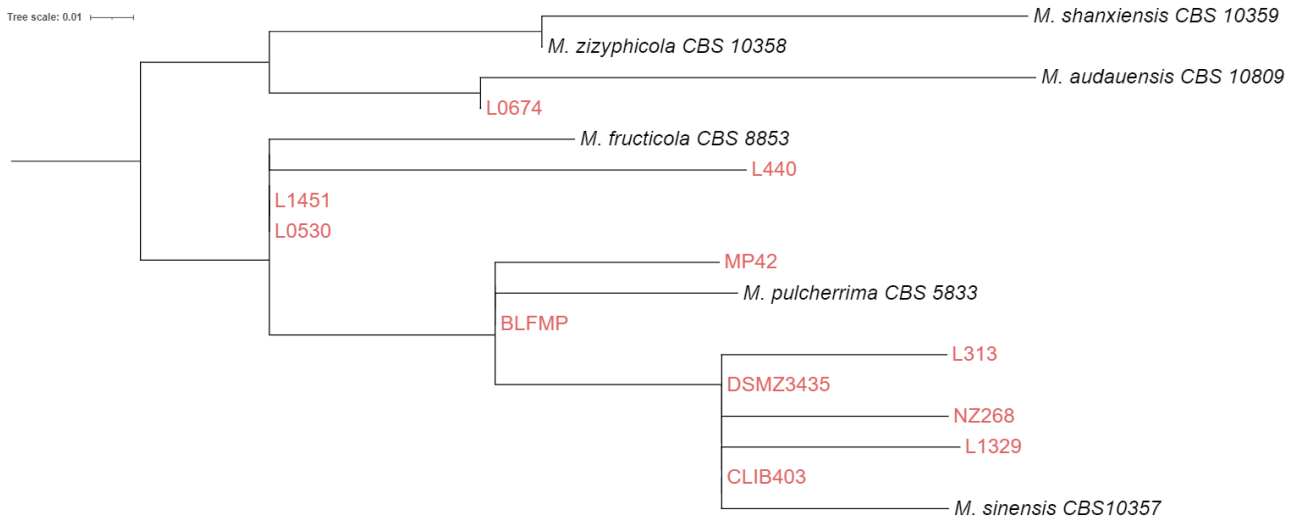 Tree scale: 0.01
M. shanxiensis CBS 10359
M. zizyphicola CBS 10358
M. audauensis CBS 10809
L0674
M. fructicola CBS 8853
L440
L1451
L0530
MP42
M. pulcherrima CBS 5833
BLFMP
L313
DSMZ3435
NZ268
L1329
CLIB403
M. sinensis CBS10357